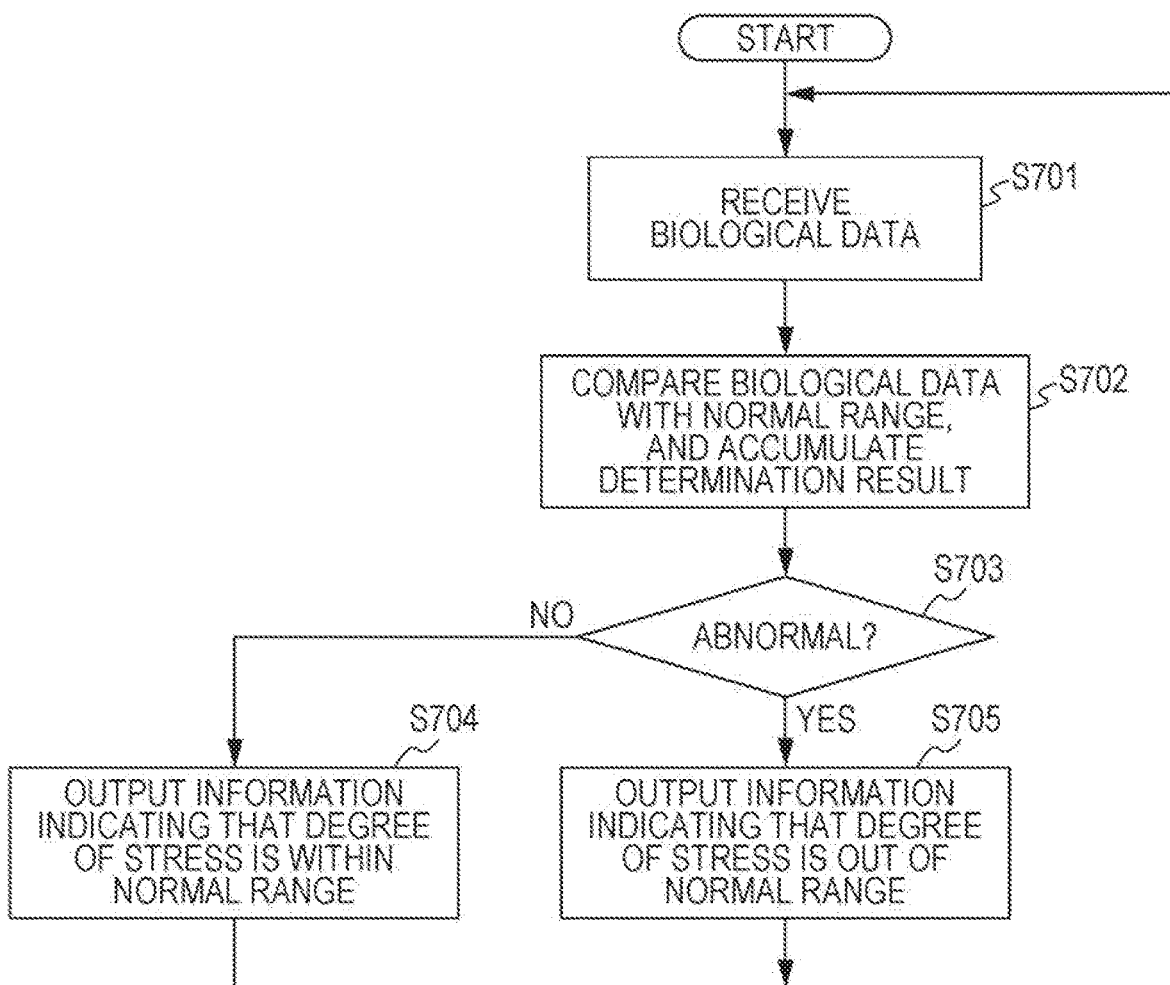 START
S701
RECEIVE
BIOLOGICAL DATA
S702
COMPARE BIOLOGICAL DATA
WITH NORMAL RANGE,
AND ACCUMULATE
DETERMINATION RESULT
S703
NO
ABNORMAL?
YES
S704
OUTPUT INFORMATION
INDICATING THAT DEGREE
OF STRESS IS WITHIN
NORMAL RANGE
S705
OUTPUT INFORMATION
INDICATING THAT DEGREE
OF STRESS IS OUT OF
NORMAL RANGE